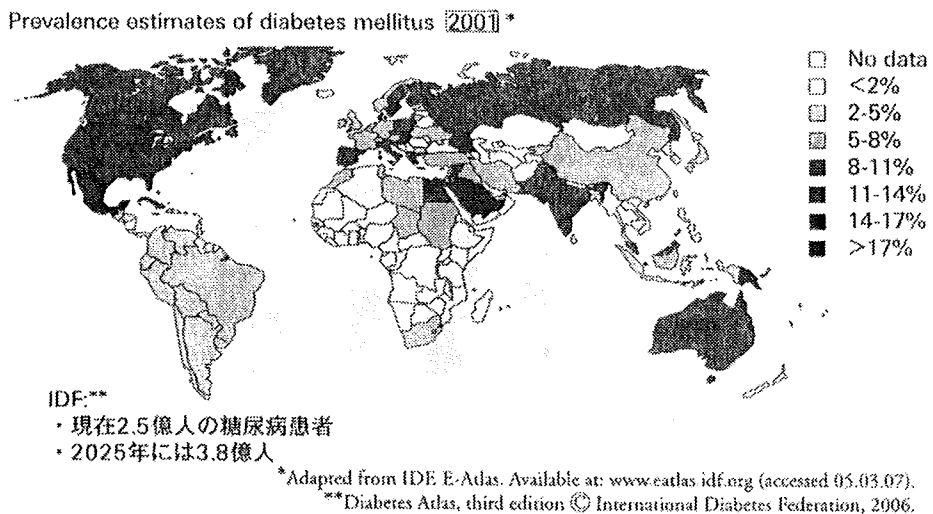 Prevalence estimates of diabetes mellitus 2001 *
No data
<2%
2-5%
5-8%
8-11%
11-14%
14-17%
>17%
IDF:**
・現在2.5億人の糖尿病患者
・2025年には3.8億人
*Adapred from IDE E-Atlas. Available at: www.eatlas.idf.org (accessed 05.03.07).
**Diabetes Atlas, third edition © International Diabetes Federation, 2006.